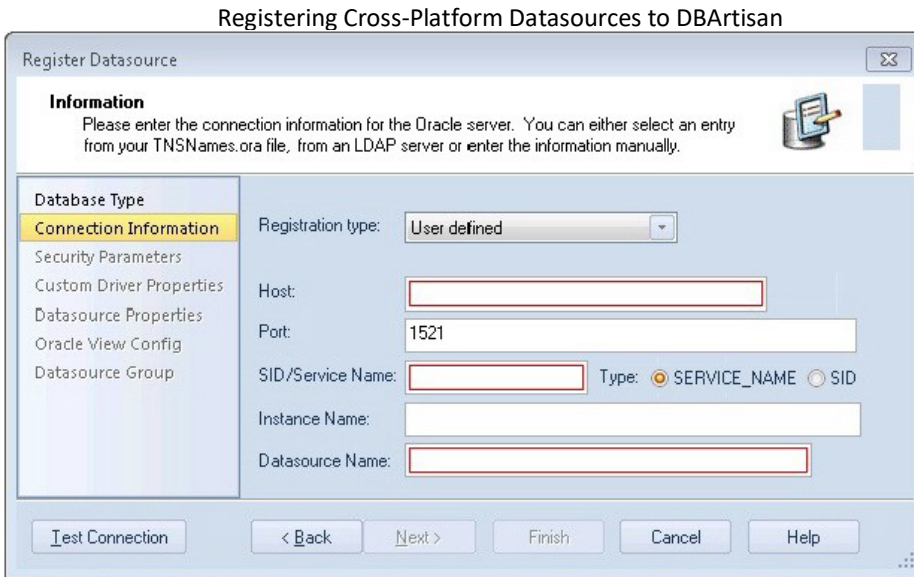 Registering Cross-Platform Datasources to DBArtisan
Register Datasource
Information
Please enter the connection information for the Oracle server. You can either select an entry
from your TNSNames.ora file, from an LDAP server or enter the information manually.
Database Type
Connection Information
Security Parameters
Custom Driver Properties
Datasource Properties
Oracle View Config
Datasource Group
Registration type: User defined
Host:
Port: 1521
SID/Service Name: Type: SERVICE_NAME SID
Instance Name:
Datasource Name:
Test Connection < Back Next > Finish Cancel Help